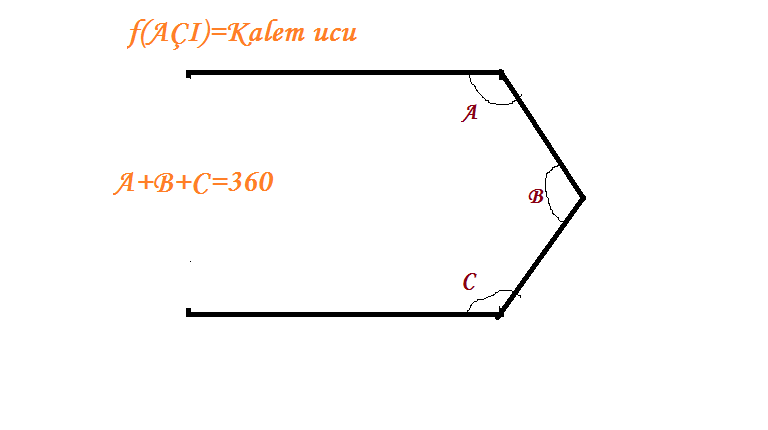 f(AÇI)=Kalem ucu
A
A+B+C=360
B
C